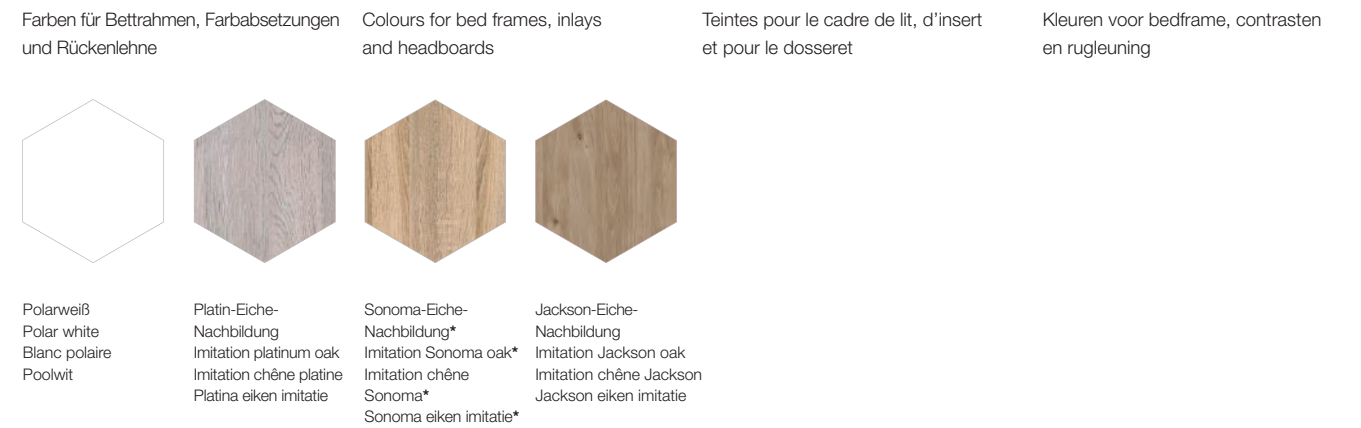 Farben für Bettrahmen, Farbabsetzungen
und Rückenlehne
Colours for bed frames, inlays
and headboards
Teintes pour le cadre de lit, d'insert
et pour le dosseret
Kleuren voor bedframe, contrasten
en rugleuning
Polarweiß
Polar white
Blanc polaire
Poolwit
Platin-Eiche-
Nachbildung
Imitation platinum oak
Imitation chêne platine
Platina eiken imitatie
Sonoma-Eiche-
Nachbildung*
Imitation Sonoma oak*
Imitation chêne
Sonoma*
Sonoma eiken imitatie*
Jackson-Eiche-
Nachbildung
Imitation Jackson oak
Imitation chêne Jackson
Jackson eiken imitatie